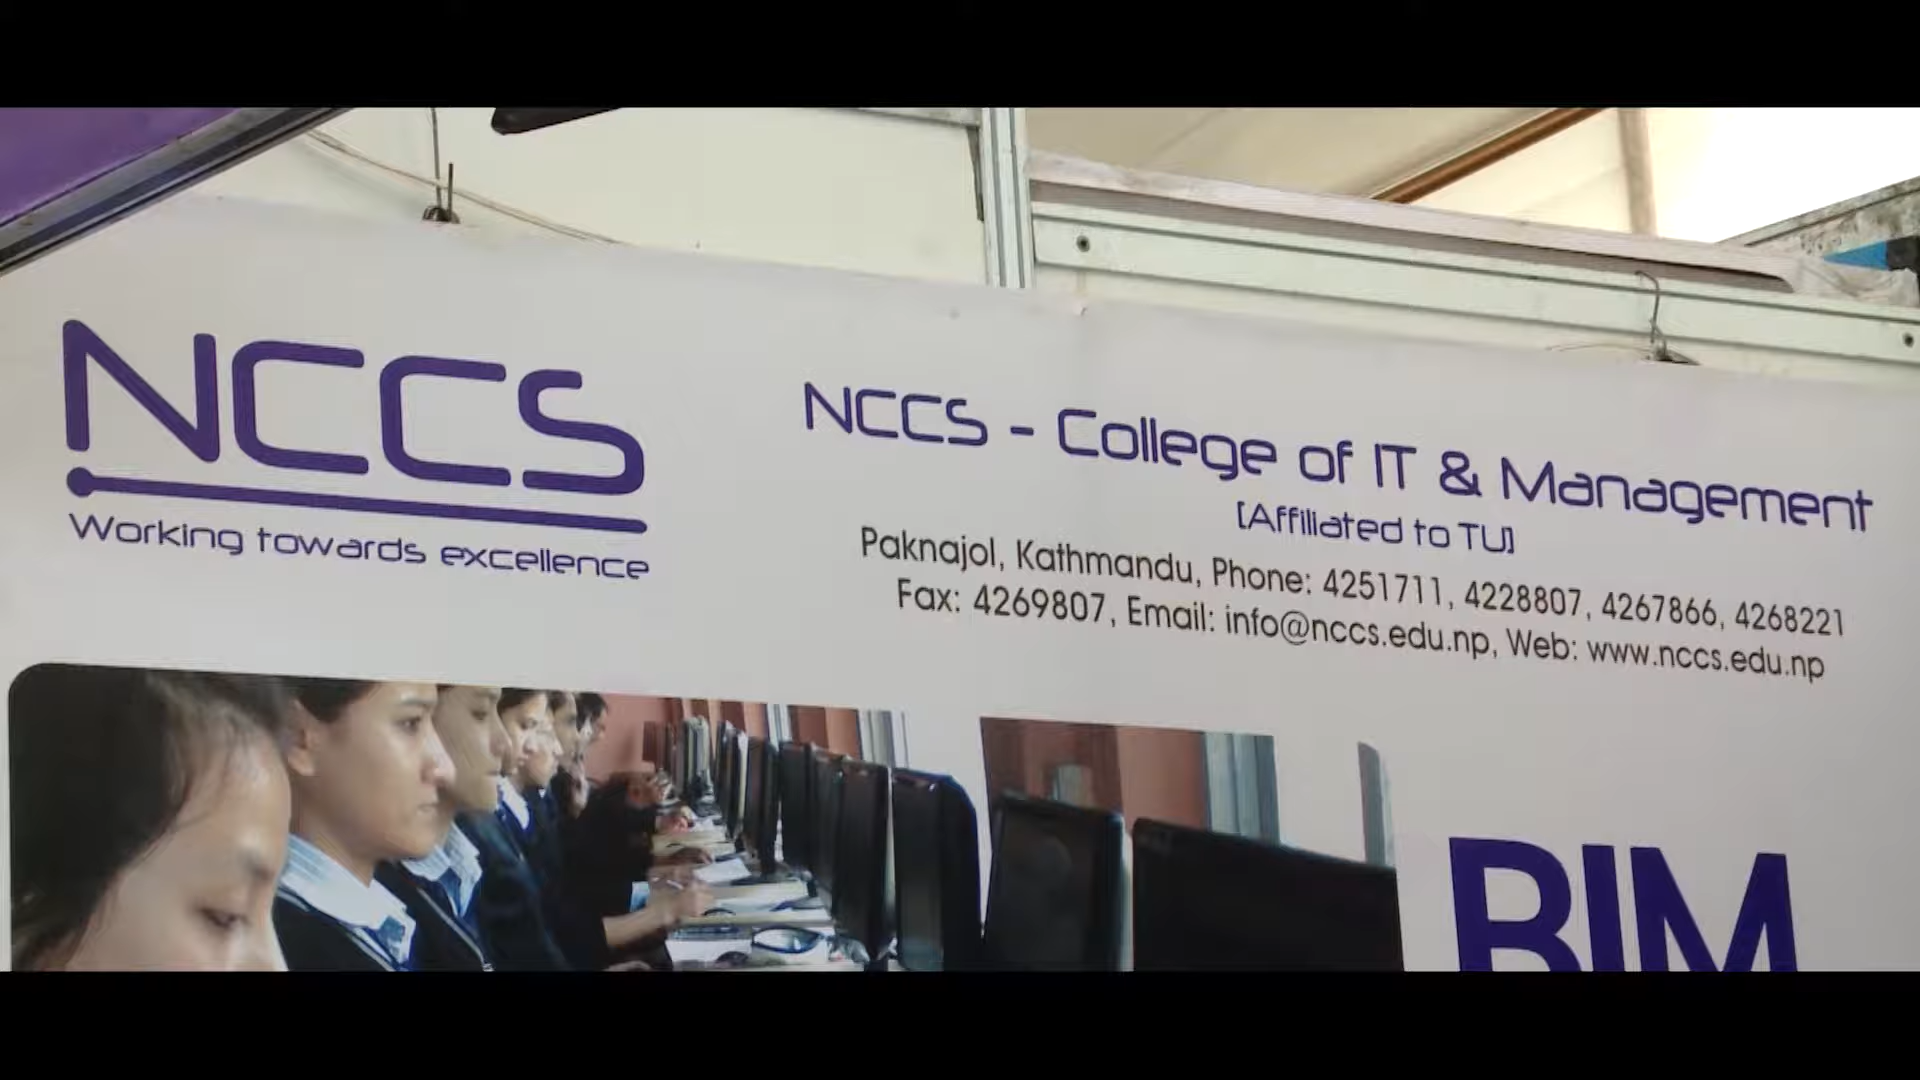 NCCS
Working towards excellence
NCCS - College of IT & Management
[Affiliated to TU]
Paknajol, Kathmandu, Phone: 4251711, 4228807, 4267866, 4268221
Fax: 4269807, Email: info@nccs.edu.np, Web: www.nccs.edu.np
BIM